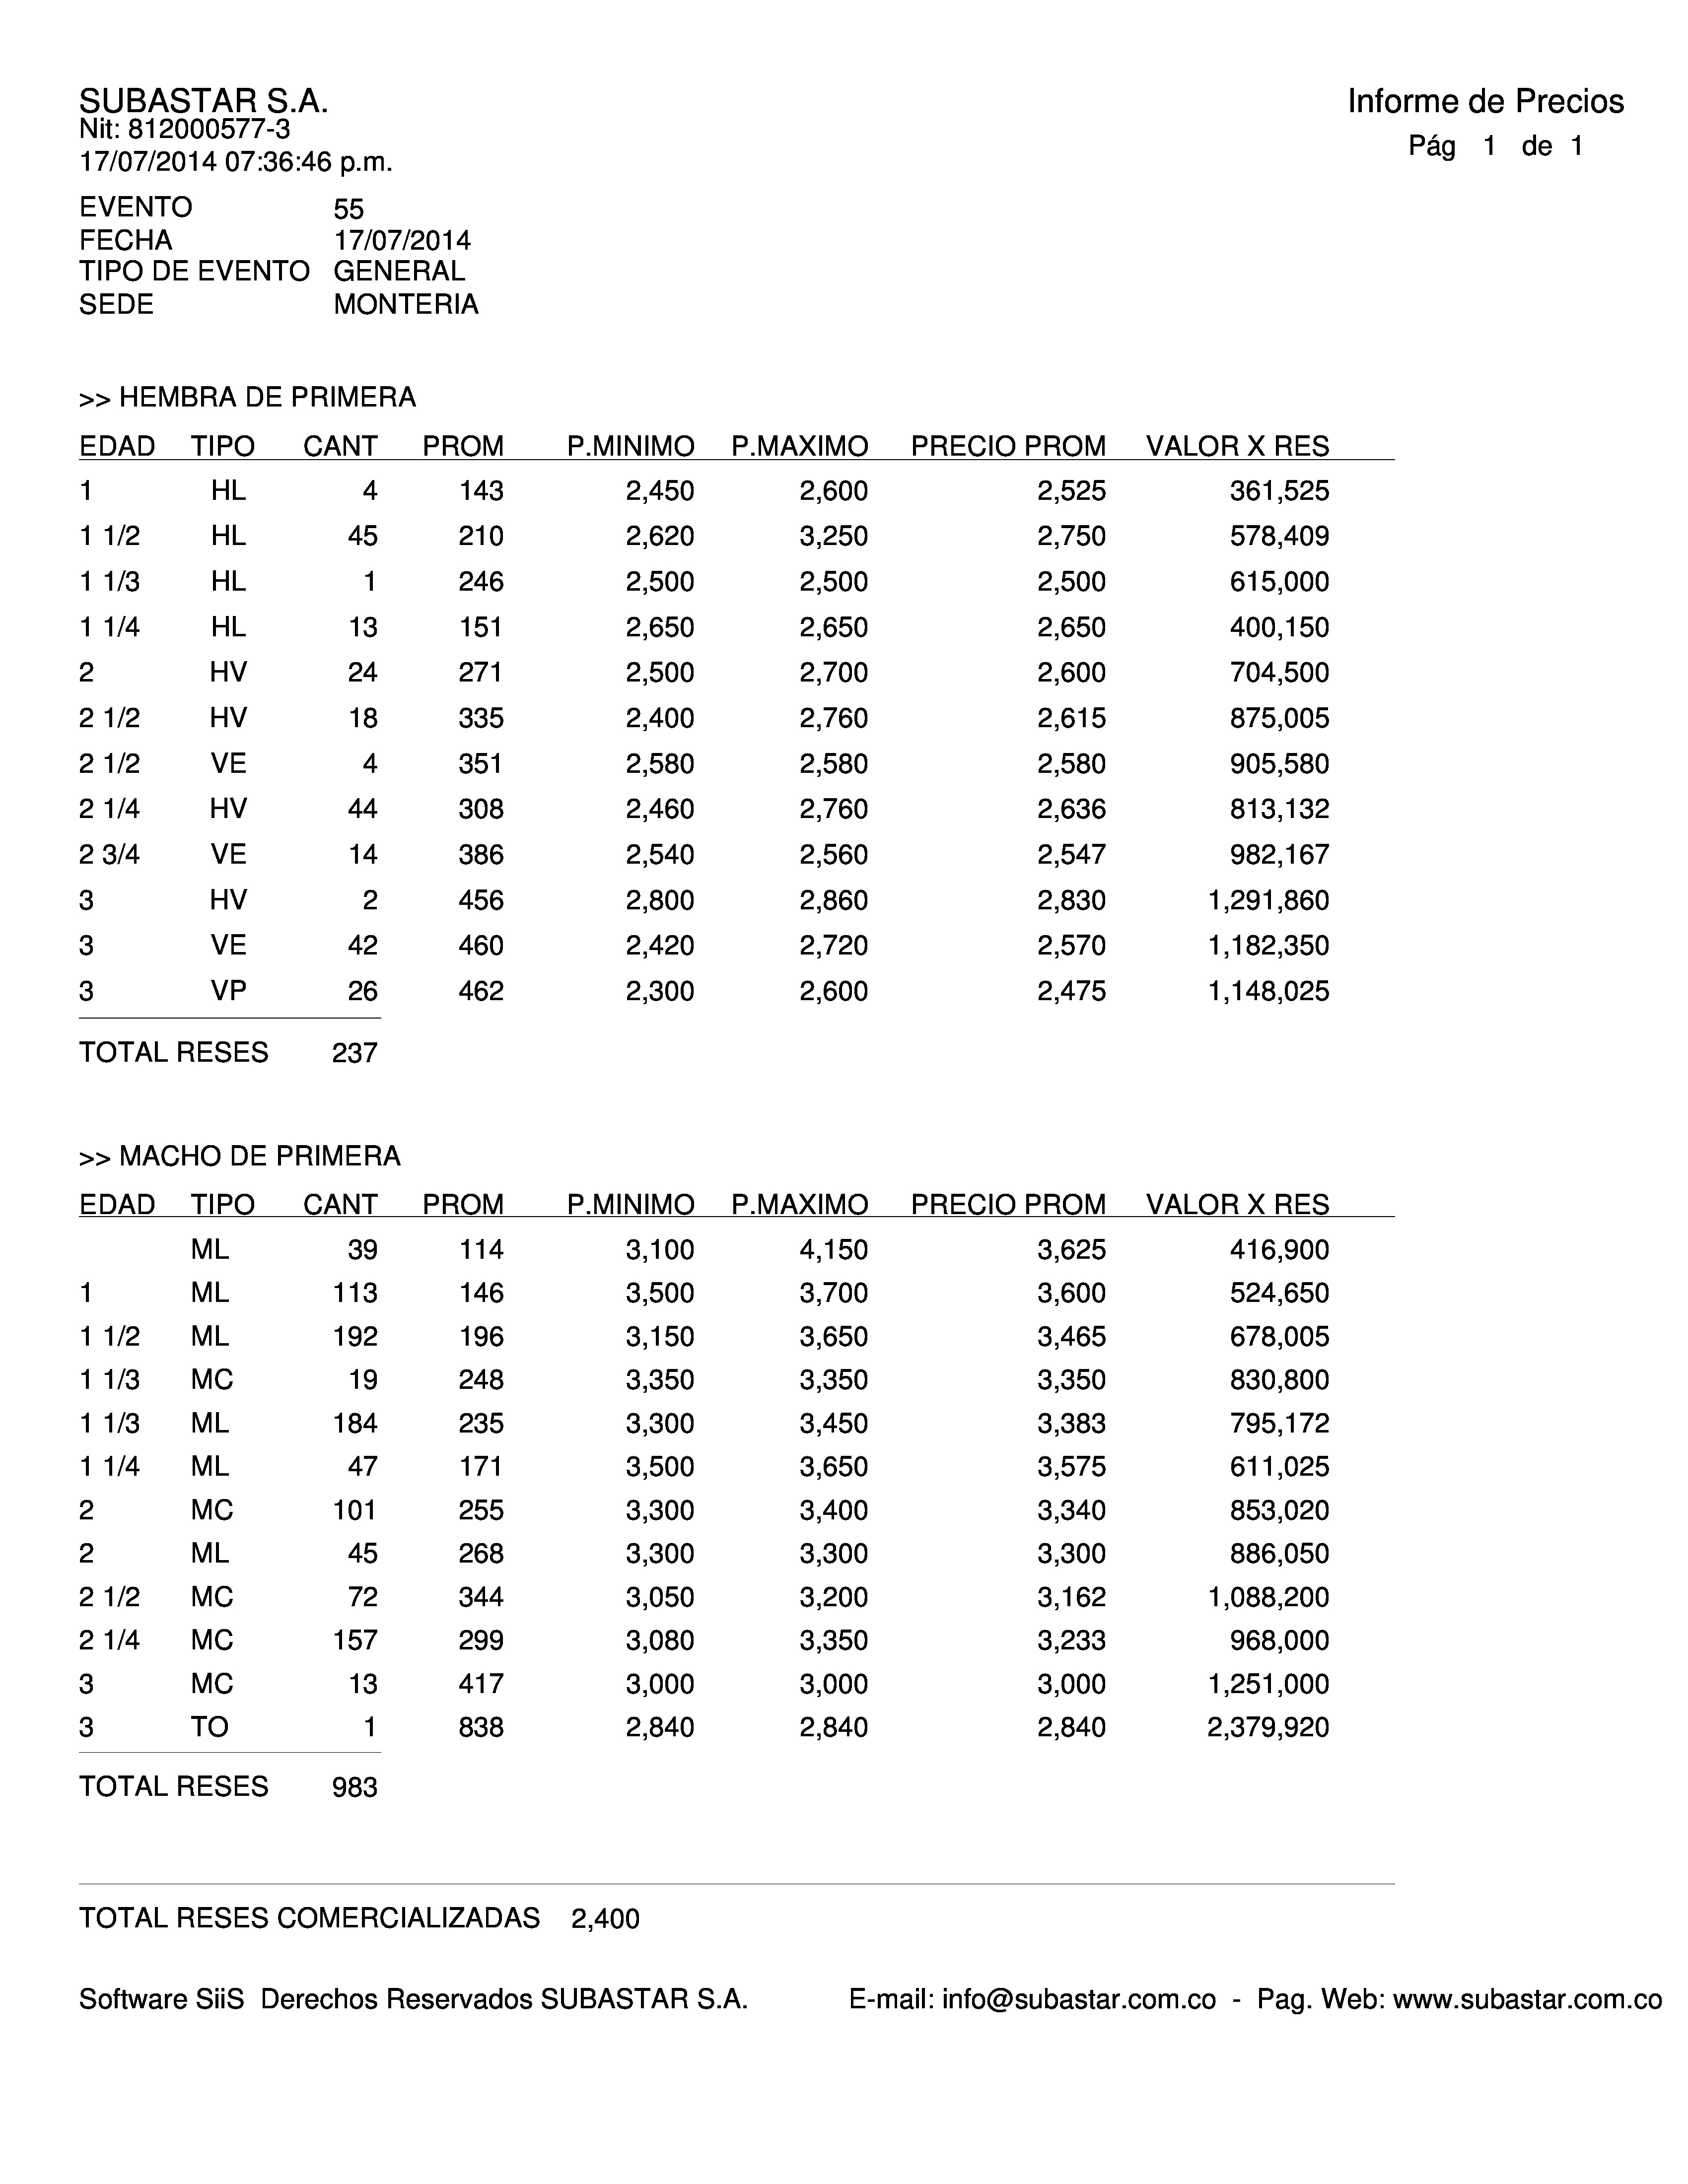 SUBASTAR S.A.
Informe de Precios
Nit: 812000577-3
Pág 1 de 1
17/07/2014 07:36:46 p.m.
EVENTO 55
FECHA 17/07/2014
TIPO DE EVENTO GENERAL
SEDE MONTERIA
>> HEMBRA DE PRIMERA
EDAD TIPO CANT PROM P.MINIMO P.MAXIMO PRECIO PROM VALOR X RES
1 HL 4 143 2,450 2,600 2,525 361,525
1 1/2 HL 45 210 2,620 3,250 2,750 578,409
1 1/3 HL 1 246 2,500 2,500 2,500 615,000
1 1/4 HL 13 151 2,650 2,650 2,650 400,150
2 HV 24 271 2,500 2,700 2,600 704,500
2 1/2 HV 18 335 2,400 2,760 2,615 875,005
2 1/2 VE 4 351 2,580 2,580 2,580 905,580
2 1/4 HV 44 308 2,460 2,760 2,636 813,132
2 3/4 VE 14 386 2,540 2,560 2,547 982,167
3 HV 2 456 2,800 2,860 2,830 1,291,860
3 VE 42 460 2,420 2,720 2,570 1,182,350
3 VP 26 462 2,300 2,600 2,475 1,148,025
TOTAL RESES 237
>> MACHO DE PRIMERA
EDAD TIPO CANT PROM P.MINIMO P.MAXIMO PRECIO PROM VALOR X RES
ML 39 114 3,100 4,150 3,625 416,900
1 ML 113 146 3,500 3,700 3,600 524,650
1 1/2 ML 192 196 3,150 3,650 3,465 678,005
1 1/3 MC 19 248 3,350 3,350 3,350 830,800
1 1/3 ML 184 235 3,300 3,450 3,383 795,172
1 1/4 ML 47 171 3,500 3,650 3,575 611,025
2 MC 101 255 3,300 3,400 3,340 853,020
2 ML 45 268 3,300 3,300 3,300 886,050
2 1/2 MC 72 344 3,050 3,200 3,162 1,088,200
2 1/4 MC 157 299 3,080 3,350 3,233 968,000
3 MC 13 417 3,000 3,000 3,000 1,251,000
3 TO 1 838 2,840 2,840 2,840 2,379,920
TOTAL RESES 983
TOTAL RESES COMERCIALIZADAS 2,400
Software SiiS Derechos Reservados SUBASTAR S.A. E-mail: info@subastar.com.co - Pag. Web: www.subastar.com.co